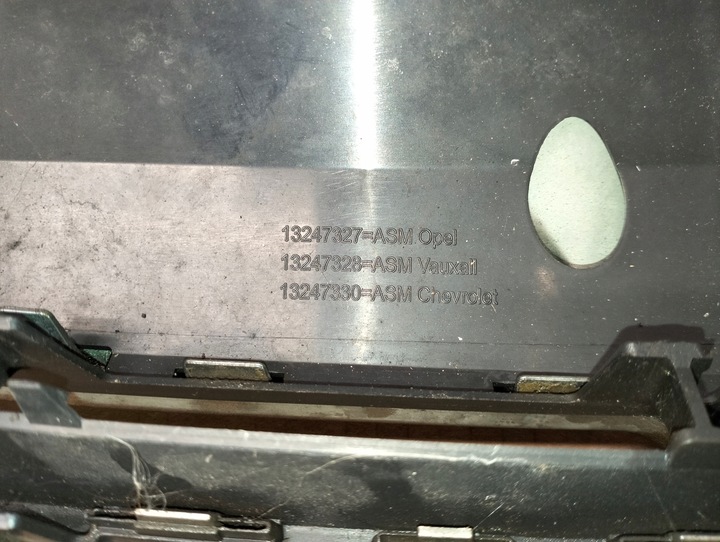 13247327=ASM Opel
13247328=ASM Vauxall
13247330=ASM Chevrolet